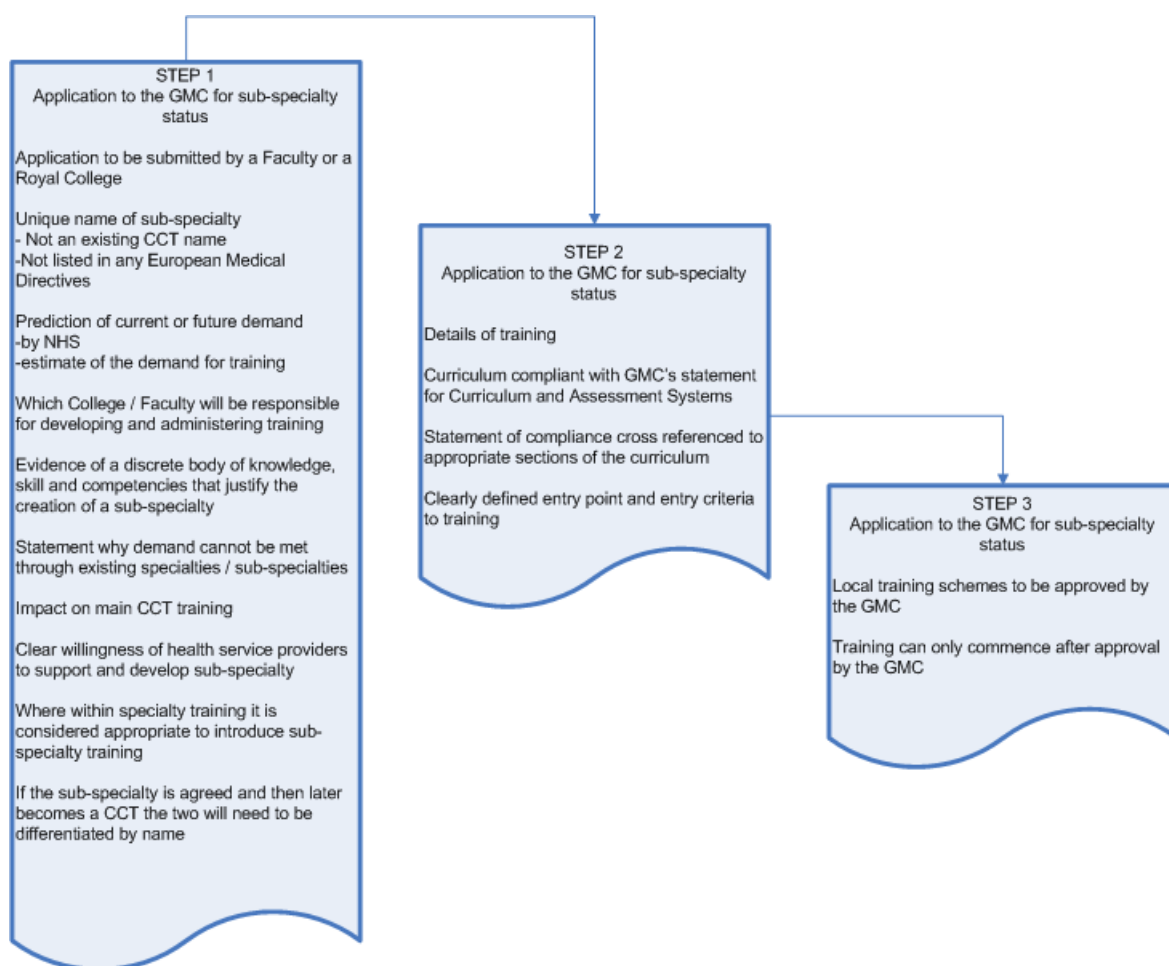 STEP 1
Application to the GMC for sub-specialty
status
Application to be submitted by a Faculty or a
Royal College
Unique name of sub-specialty
- Not an existing CCT name
-Not listed in any European Medical
Directives
Prediction of current or future demand
-by NHS
-estimate of the demand for training
Which College / Faculty will be responsible
for developing and administering training
Evidence of a discrete body of knowledge,
skill and competencies that justify the
creation of a sub-specialty
Statement why demand cannot be met
through existing specialties / sub-specialties
Impact on main CCT training
Clear willingness of health service providers
to support and develop sub-specialty
Where within specialty training it is
considered appropriate to introduce sub-
specialty training
If the sub-specialty is agreed and then later
becomes a CCT the two will need to be
differentiated by name
STEP 2
Application to the GMC for sub-specialty
status
Details of training
Curriculum compliant with GMC's statement
for Curriculum and Assessment Systems
Statement of compliance cross referenced to
appropriate sections of the curriculum
Clearly defined entry point and entry criteria
to training
STEP 3
Application to the GMC for sub-specialty
status
Local training schemes to be approved by
the GMC
Training can only commence after approval
by the GMC